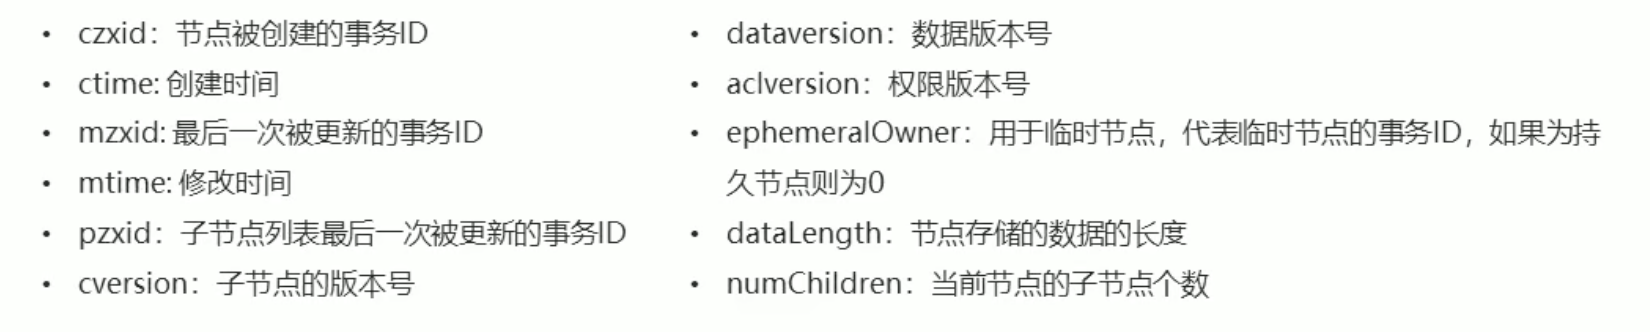 • czxid：节点被创建的事务ID
• ctime: 创建时间
• mzxid: 最后一次被更新的事务ID
• mtime: 修改时间
• pzxid：子节点列表最后一次被更新的事务ID
• cversion：子节点的版本号
• dataversion：数据版本号
• aclversion：权限版本号
• ephemeralOwner：用于临时节点，代表临时节点的事务ID，如果为持
久节点则为0
• dataLength：节点存储的数据的长度
• numChildren：当前节点的子节点个数